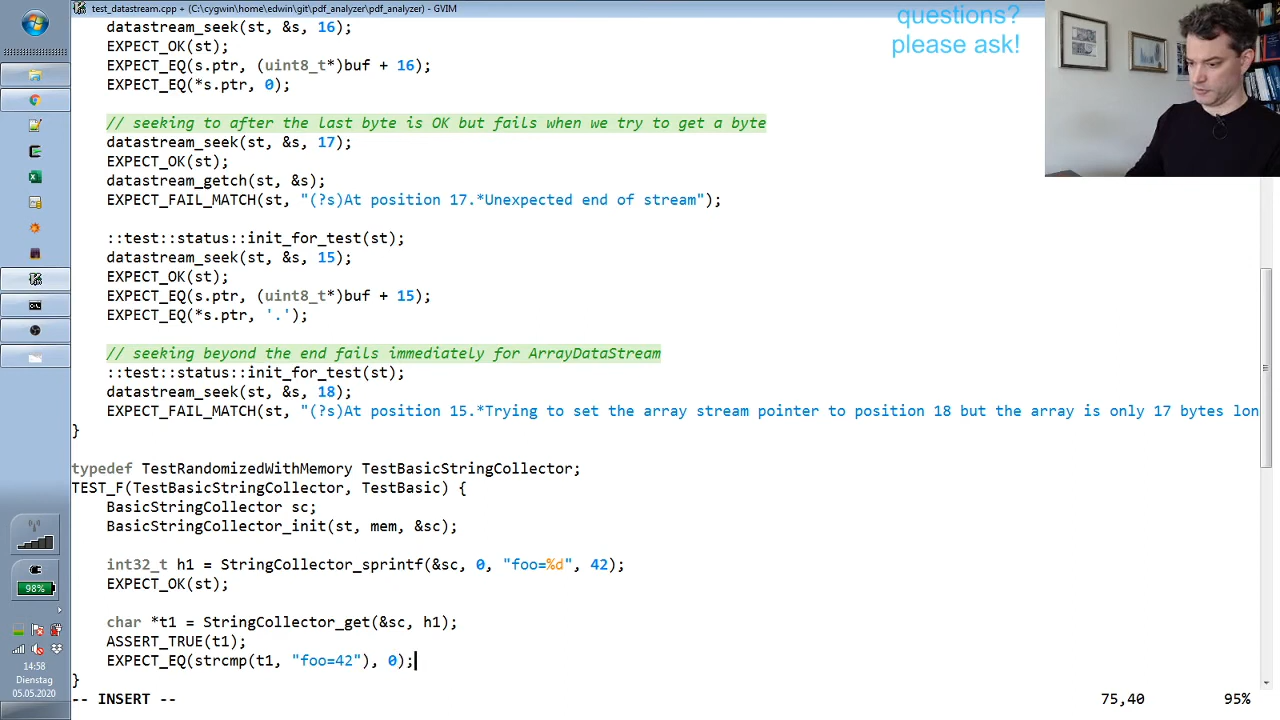 test_datastream.cpp + (C:\cygwin\home\edwin\git\pdf_analyzer\pdf_analyzer) - GVIM
questions?
please ask!
datastream_seek(st, &s, 16);
EXPECT_OK(st);
EXPECT_EQ(s.ptr, (uint8_t*)buf + 16);
EXPECT_EQ(*s.ptr, 0);
// seeking to after the last byte is OK but fails when we try to get a byte
datastream_seek(st, &s, 17);
EXPECT_OK(st);
datastream_getch(st, &s);
EXPECT_FAIL_MATCH(st, "(?s)At position 17.*Unexpected end of stream");
::test::status::init_for_test(st);
datastream_seek(st, &s, 15);
EXPECT_OK(st);
EXPECT_EQ(s.ptr, (uint8_t*)buf + 15);
EXPECT_EQ(*s.ptr, '.');
// seeking beyond the end fails immediately for ArrayDataStream
::test::status::init_for_test(st);
datastream_seek(st, &s, 18);
EXPECT_FAIL_MATCH(st, "(?s)At position 15.*Trying to set the array stream pointer to position 18 but the array is only 17 bytes lon
}
typedef TestRandomizedWithMemory TestBasicStringCollector;
TEST_F(TestBasicStringCollector, TestBasic) {
BasicStringCollector sc;
BasicStringCollector_init(st, mem, &sc);
int32_t h1 = StringCollector_sprintf(&sc, 0, "foo=%d", 42);
EXPECT_OK(st);
char *t1 = StringCollector_get(&sc, h1);
ASSERT_TRUE(t1);
EXPECT_EQ(strcmp(t1, "foo=42"), 0);
}
-- INSERT -- 75,40 95%
98%
14:58
Dienstag
05.05.2020